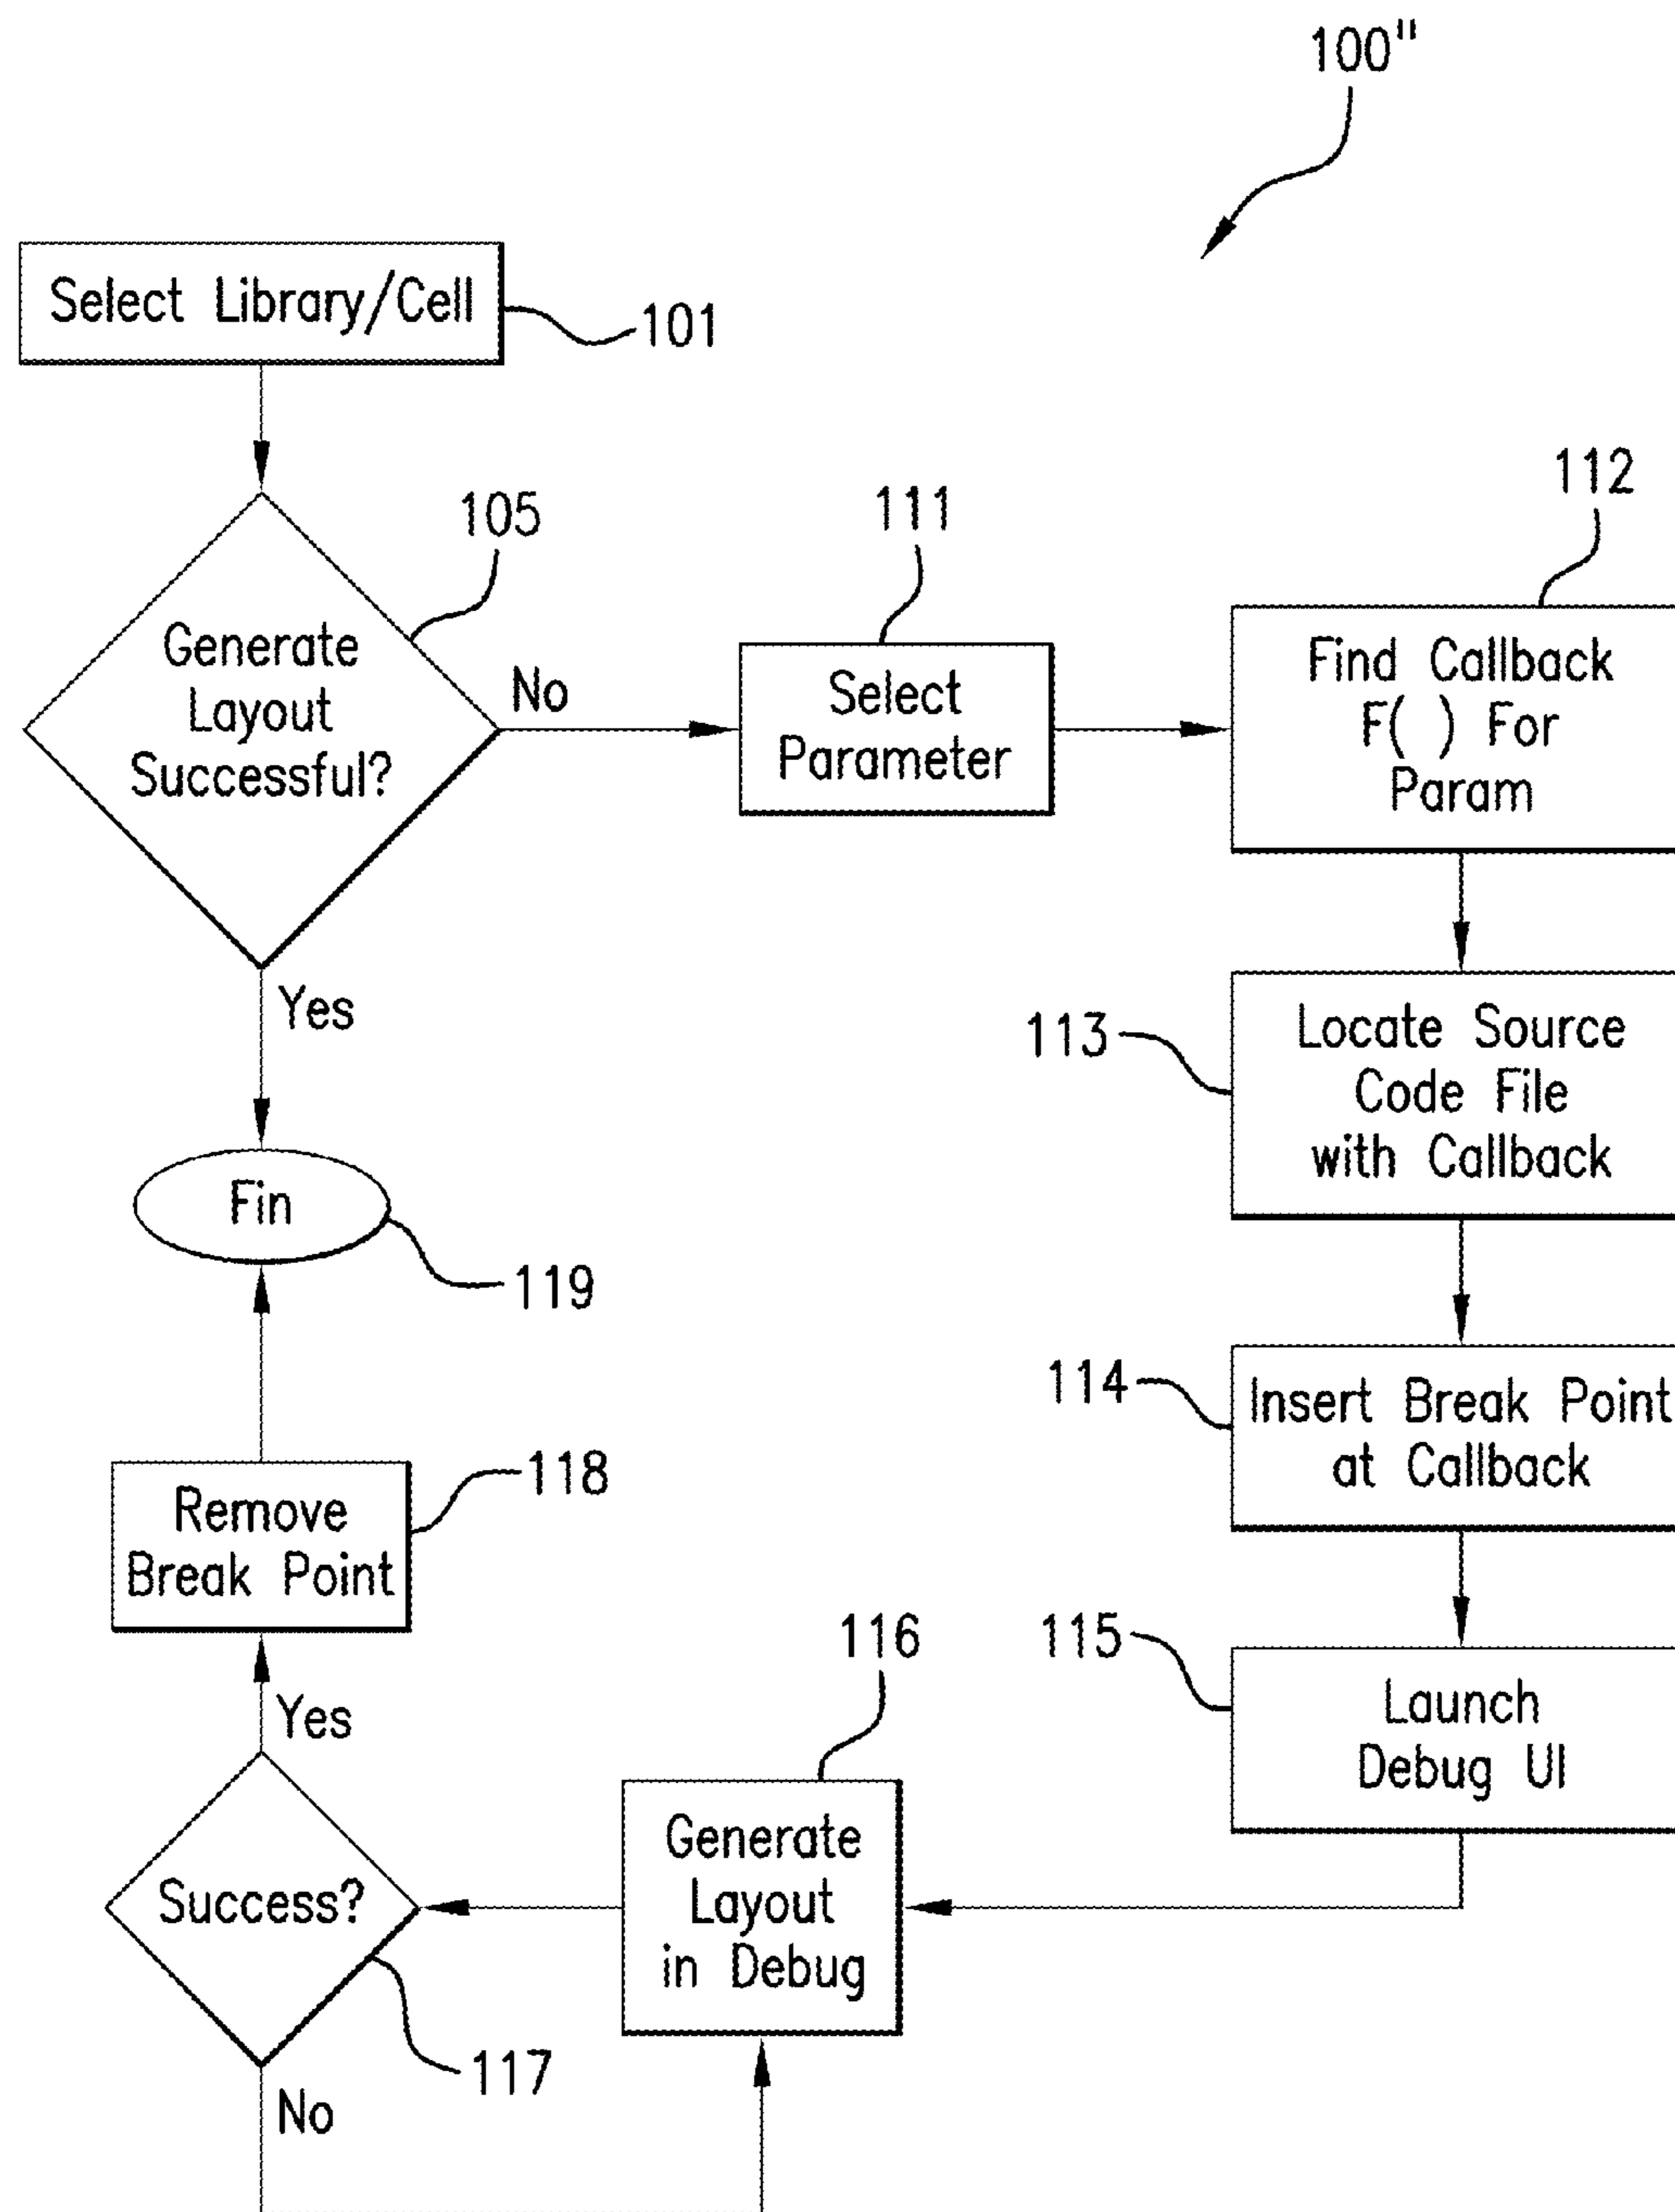 100"
Select Library/Cell
101
105
Generate
Layout
Successful?
No
Yes
111
Select
Parameter
112
Find Callback
F( ) For
Param
113
Locate Source
Code File
with Callback
114
Insert Break Point
at Callback
115
Launch
Debug UI
116
Generate
Layout
in Debug
Success?
117
No
Yes
118
Remove
Break Point
Fin
119